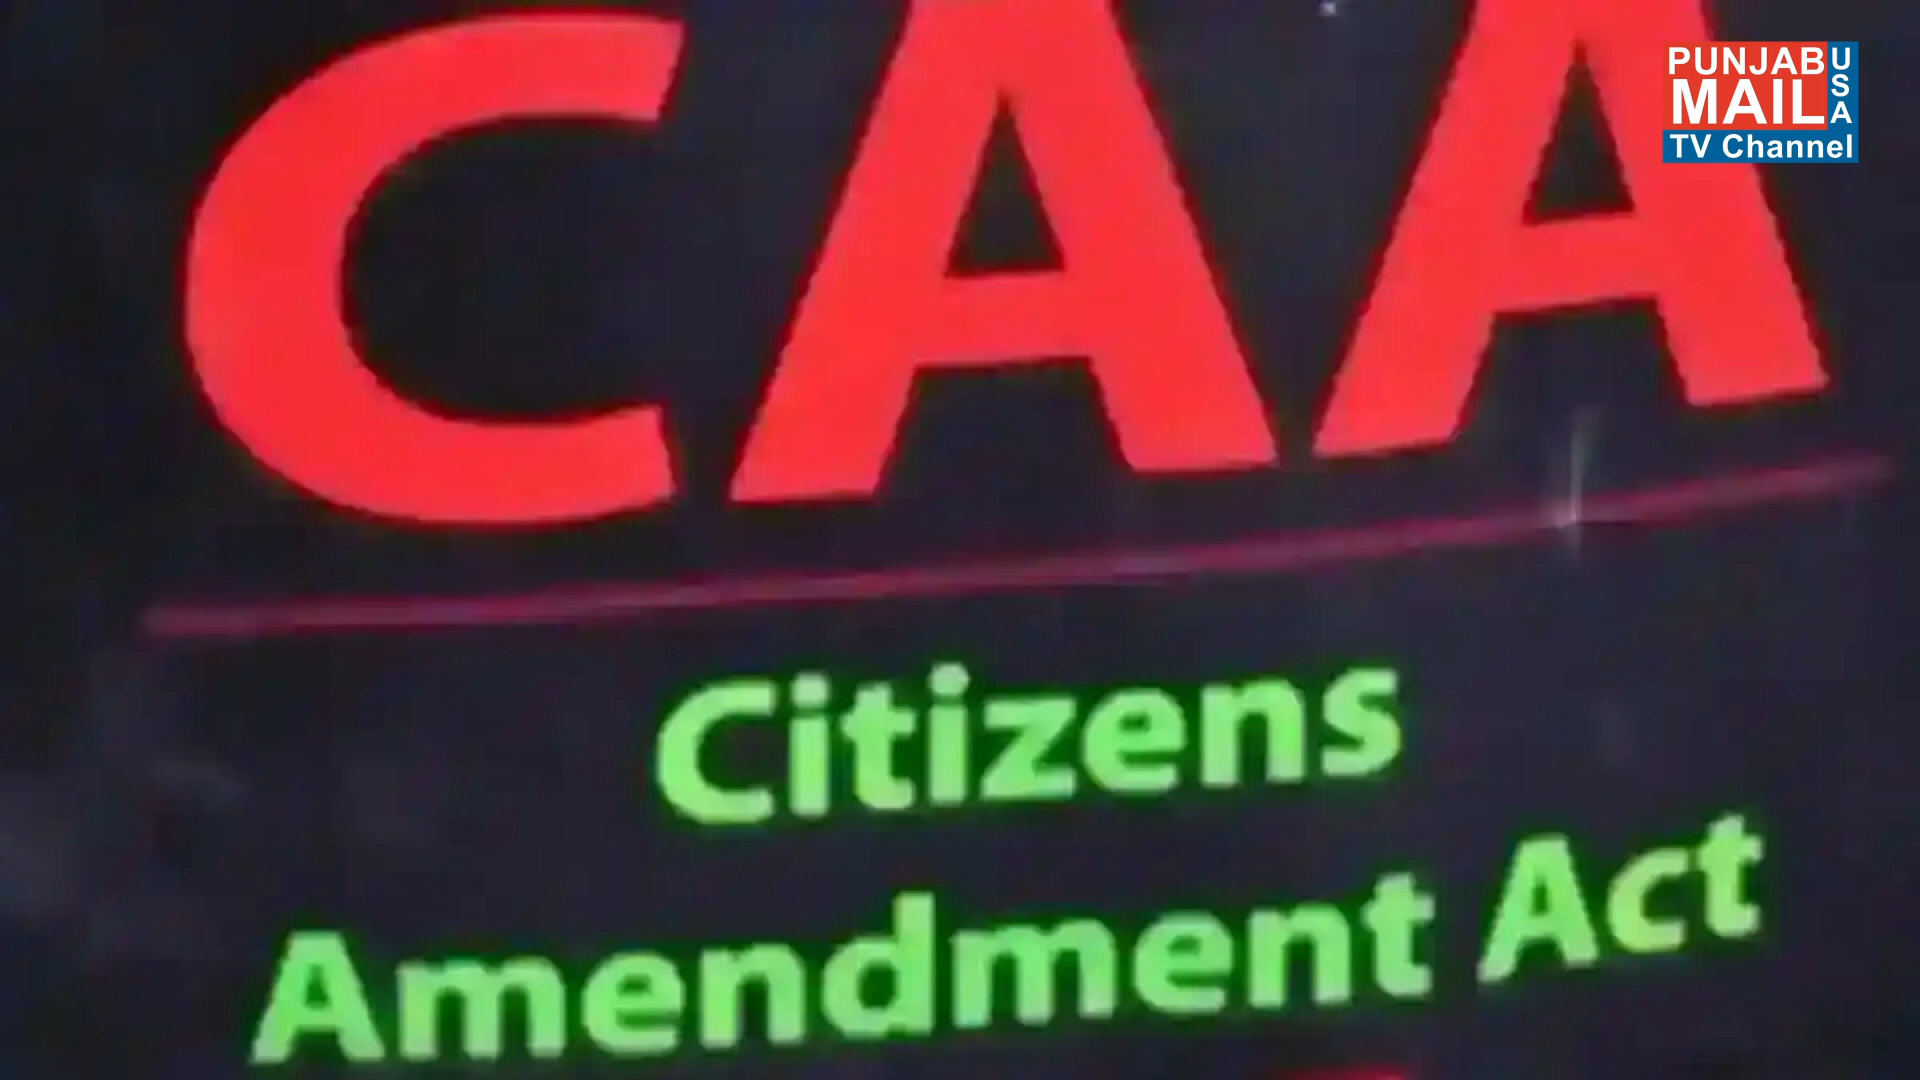 CAA
PUNJAB
MAIL
USA
TV Channel
Citizens
Amendment Act